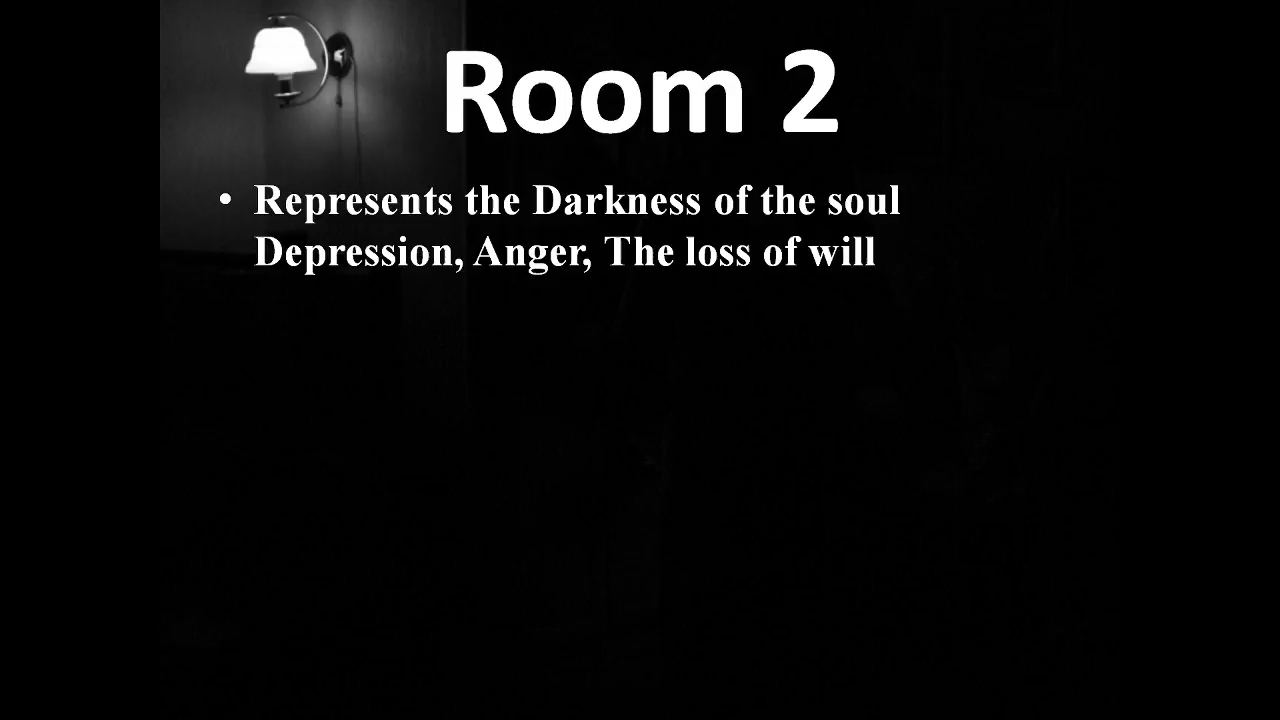 Room 2
• Represents the Darkness of the soul
Depression, Anger, The loss of will